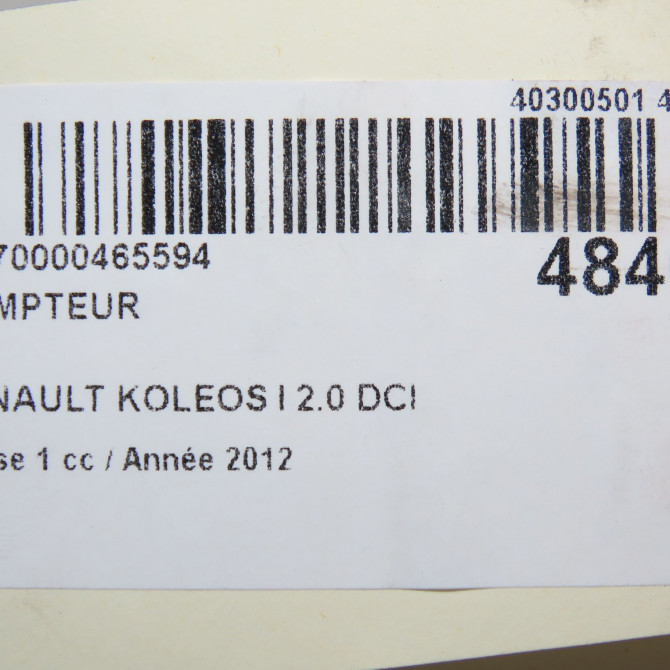 40300501 4
70000465594
484
MPTEUR
NAULT KOLEOS I 2.0 DCI
se 1 cc / Année 2012